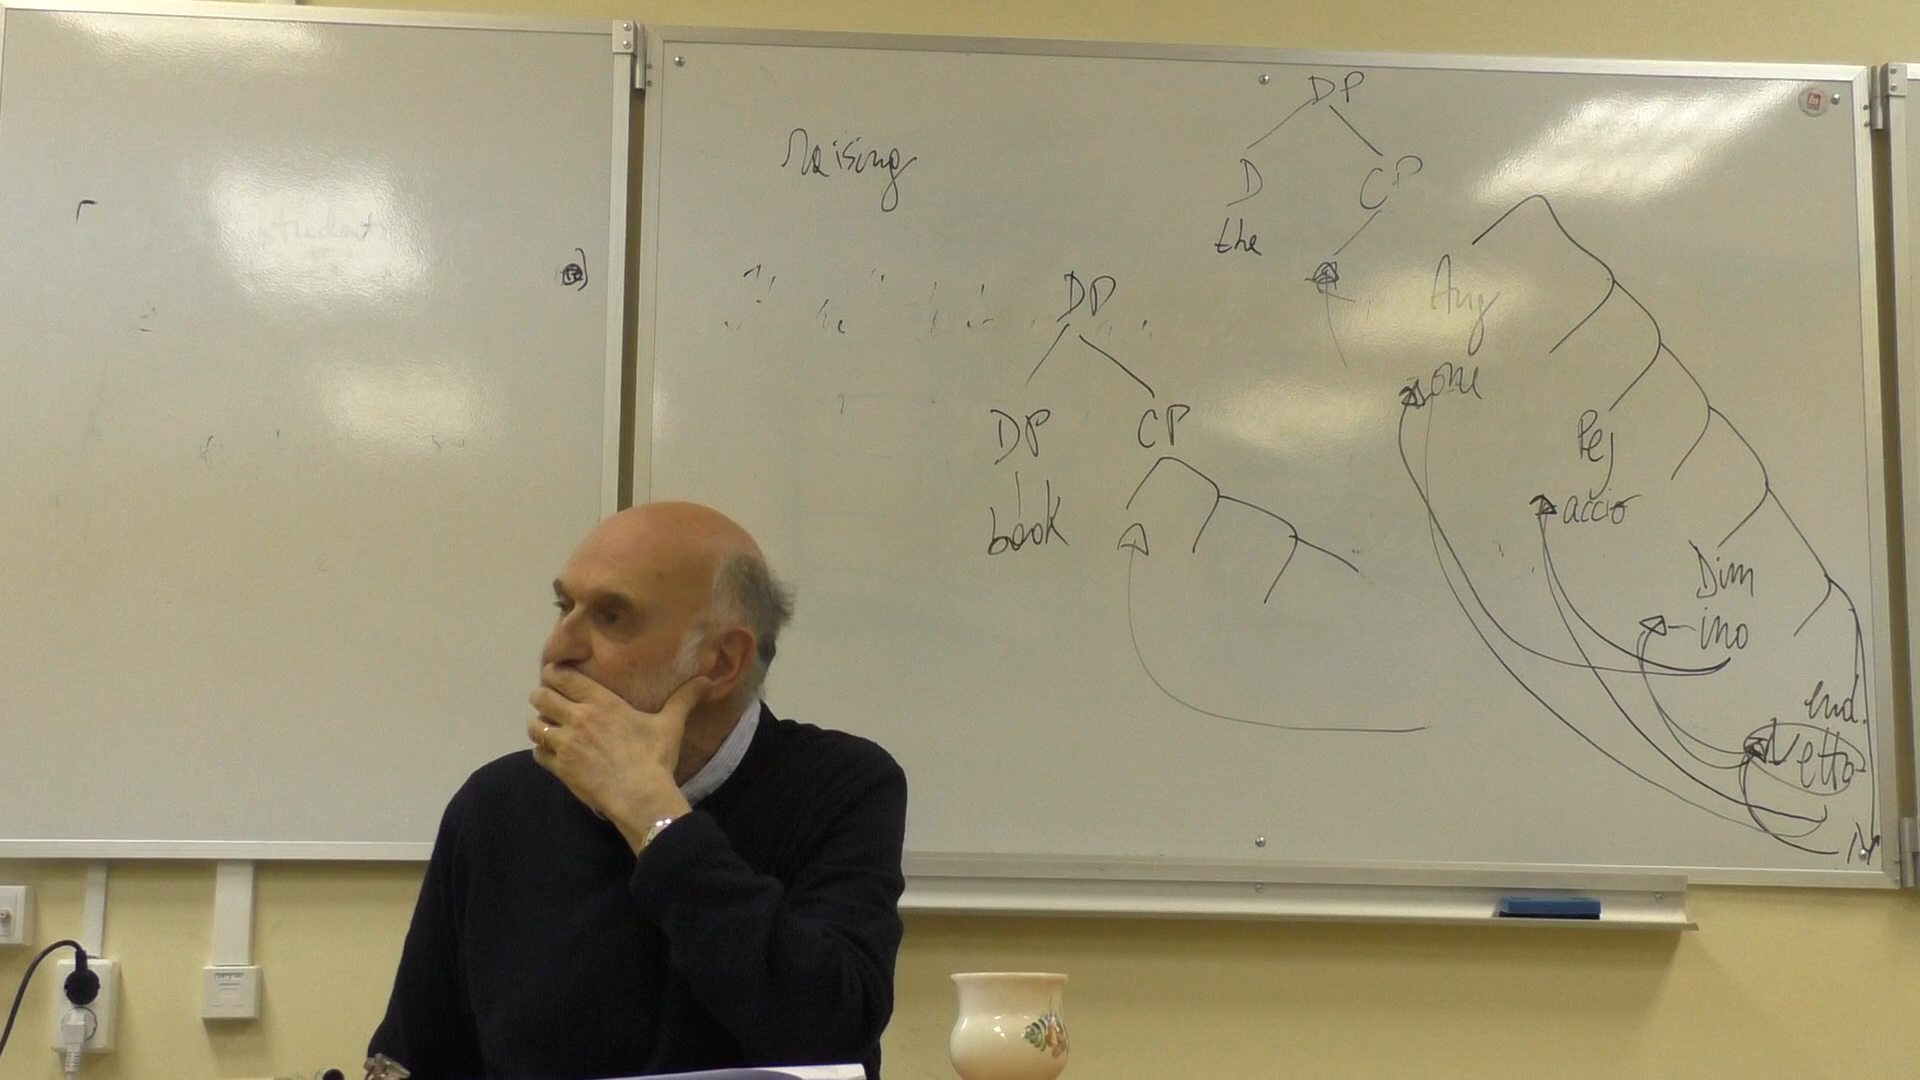 Raising
DP
D
CP
the
DP
DP
CP
book
Aug
one
Pej
accio
Dim
ino
end.
etto
N